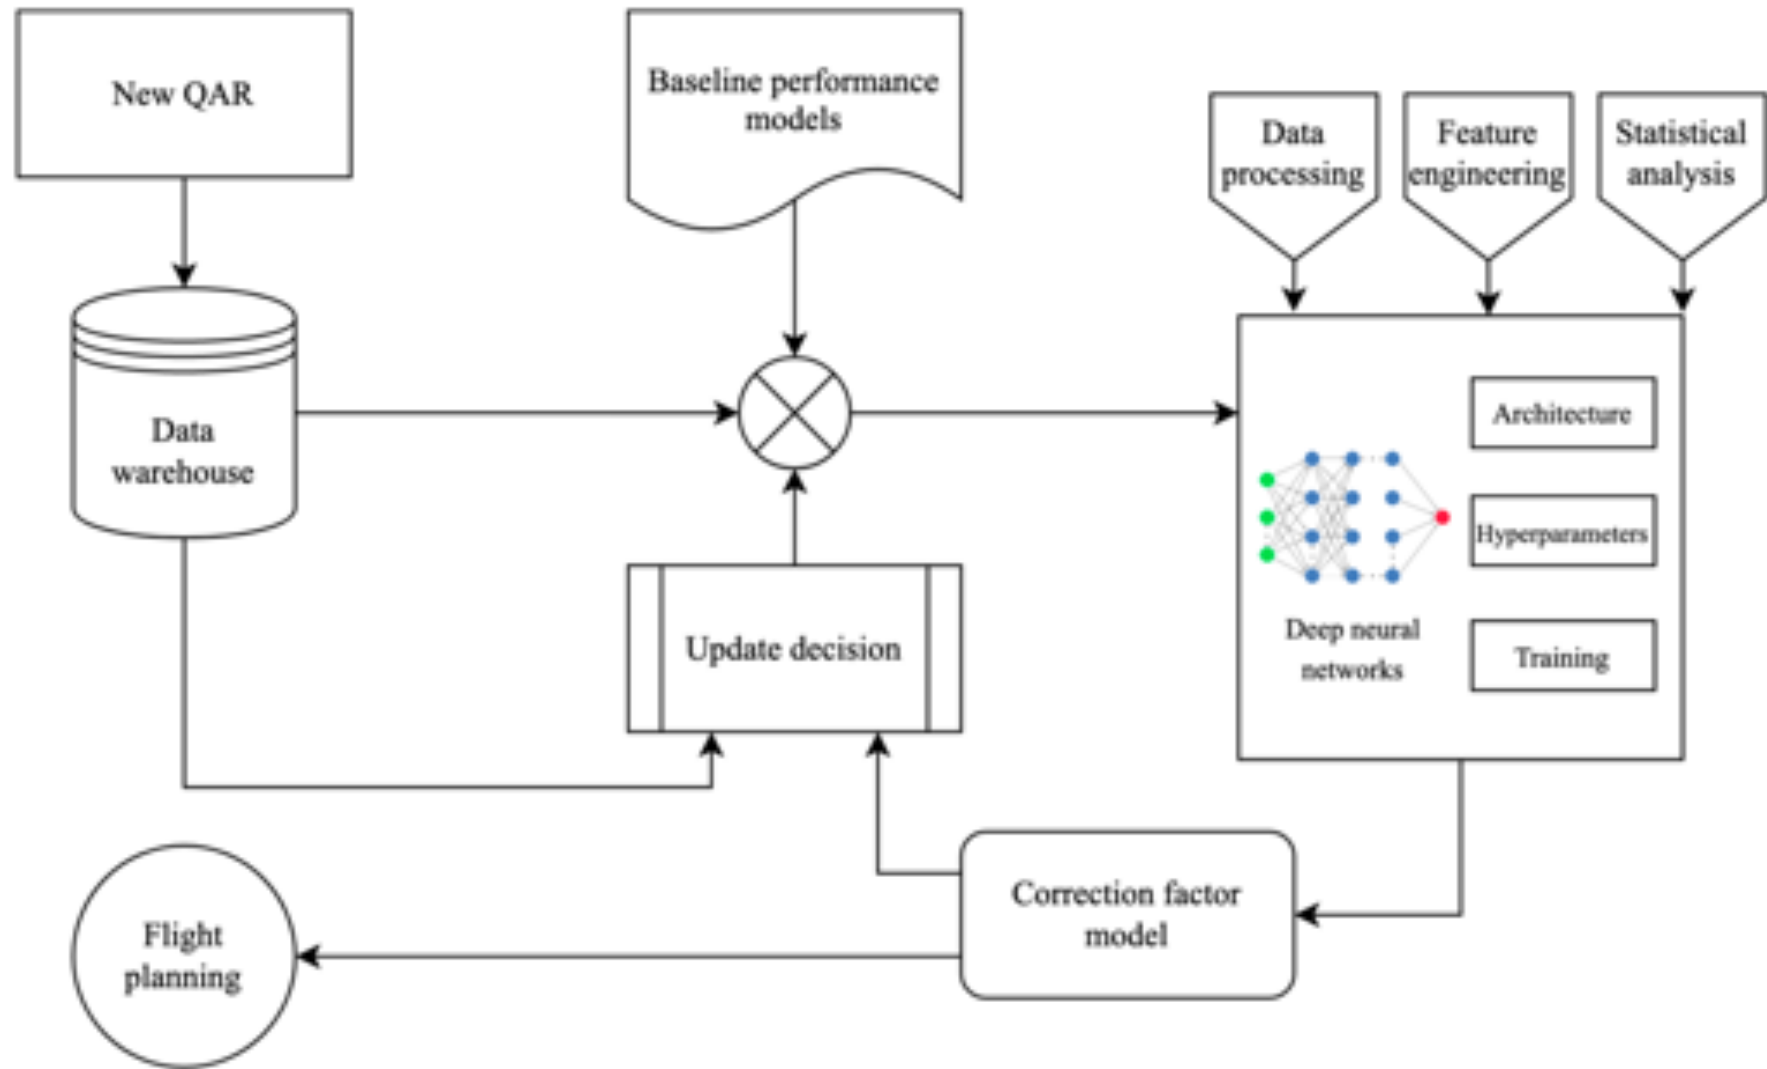 New QAR
Baseline performance
models
Data
processing
Feature
engineering
Statistical
analysis
Data
warehouse
Architecture
Hyperparameters
Training
Deep neural
networks
Update decision
Correction factor
model
Flight
planning